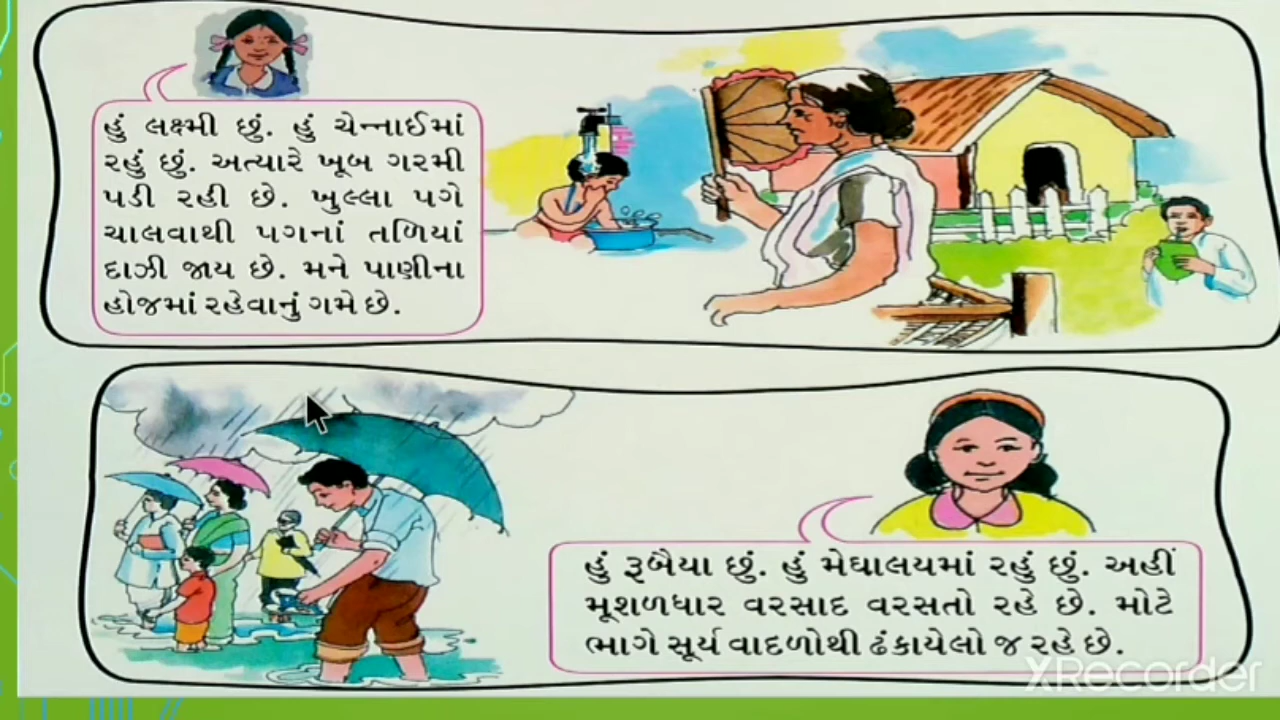 હું લક્ષ્મી છું. હું ચેન્નાઈમાં
રહું છું. અત્યારે ખૂબ ગરમી
પડી રહી છે. ખુલ્લા પગે
ચાલવાથી પગનાં તળિયાં
દાઝી જાય છે. મને પાણીના
હોજમાં રહેવાનું ગમે છે.
હું રૂબૈયા છું. હું મેઘાલયમાં રહું છું. અહીં
મૂશળધાર વરસાદ વરસતો રહે છે. મોટે
ભાગે સૂર્ય વાદળોથી ઢંકાયેલો જ રહે છે.
XRecorder